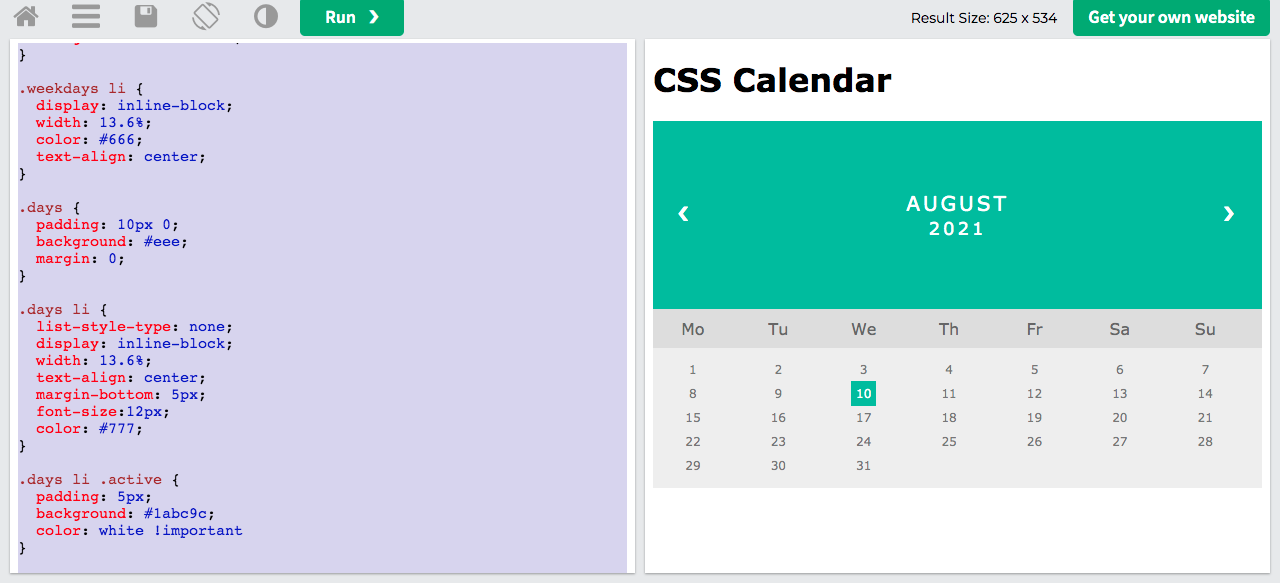 Run ❯
Result Size: 625 x 534
Get your own website
}
.weekdays li {
  display: inline-block;
  width: 13.6%;
  color: #666;
  text-align: center;
}
.days {
  padding: 10px 0;
  background: #eee;
  margin: 0;
}
.days li {
  list-style-type: none;
  display: inline-block;
  width: 13.6%;
  text-align: center;
  margin-bottom: 5px;
  font-size:12px;
  color: #777;
}
.days li .active {
  padding: 5px;
  background: #1abc9c;
  color: white !important
}
CSS Calendar
❮ AUGUST ❯
2021
Mo Tu We Th Fr Sa Su
1 2 3 4 5 6 7
8 9 10 11 12 13 14
15 16 17 18 19 20 21
22 23 24 25 26 27 28
29 30 31